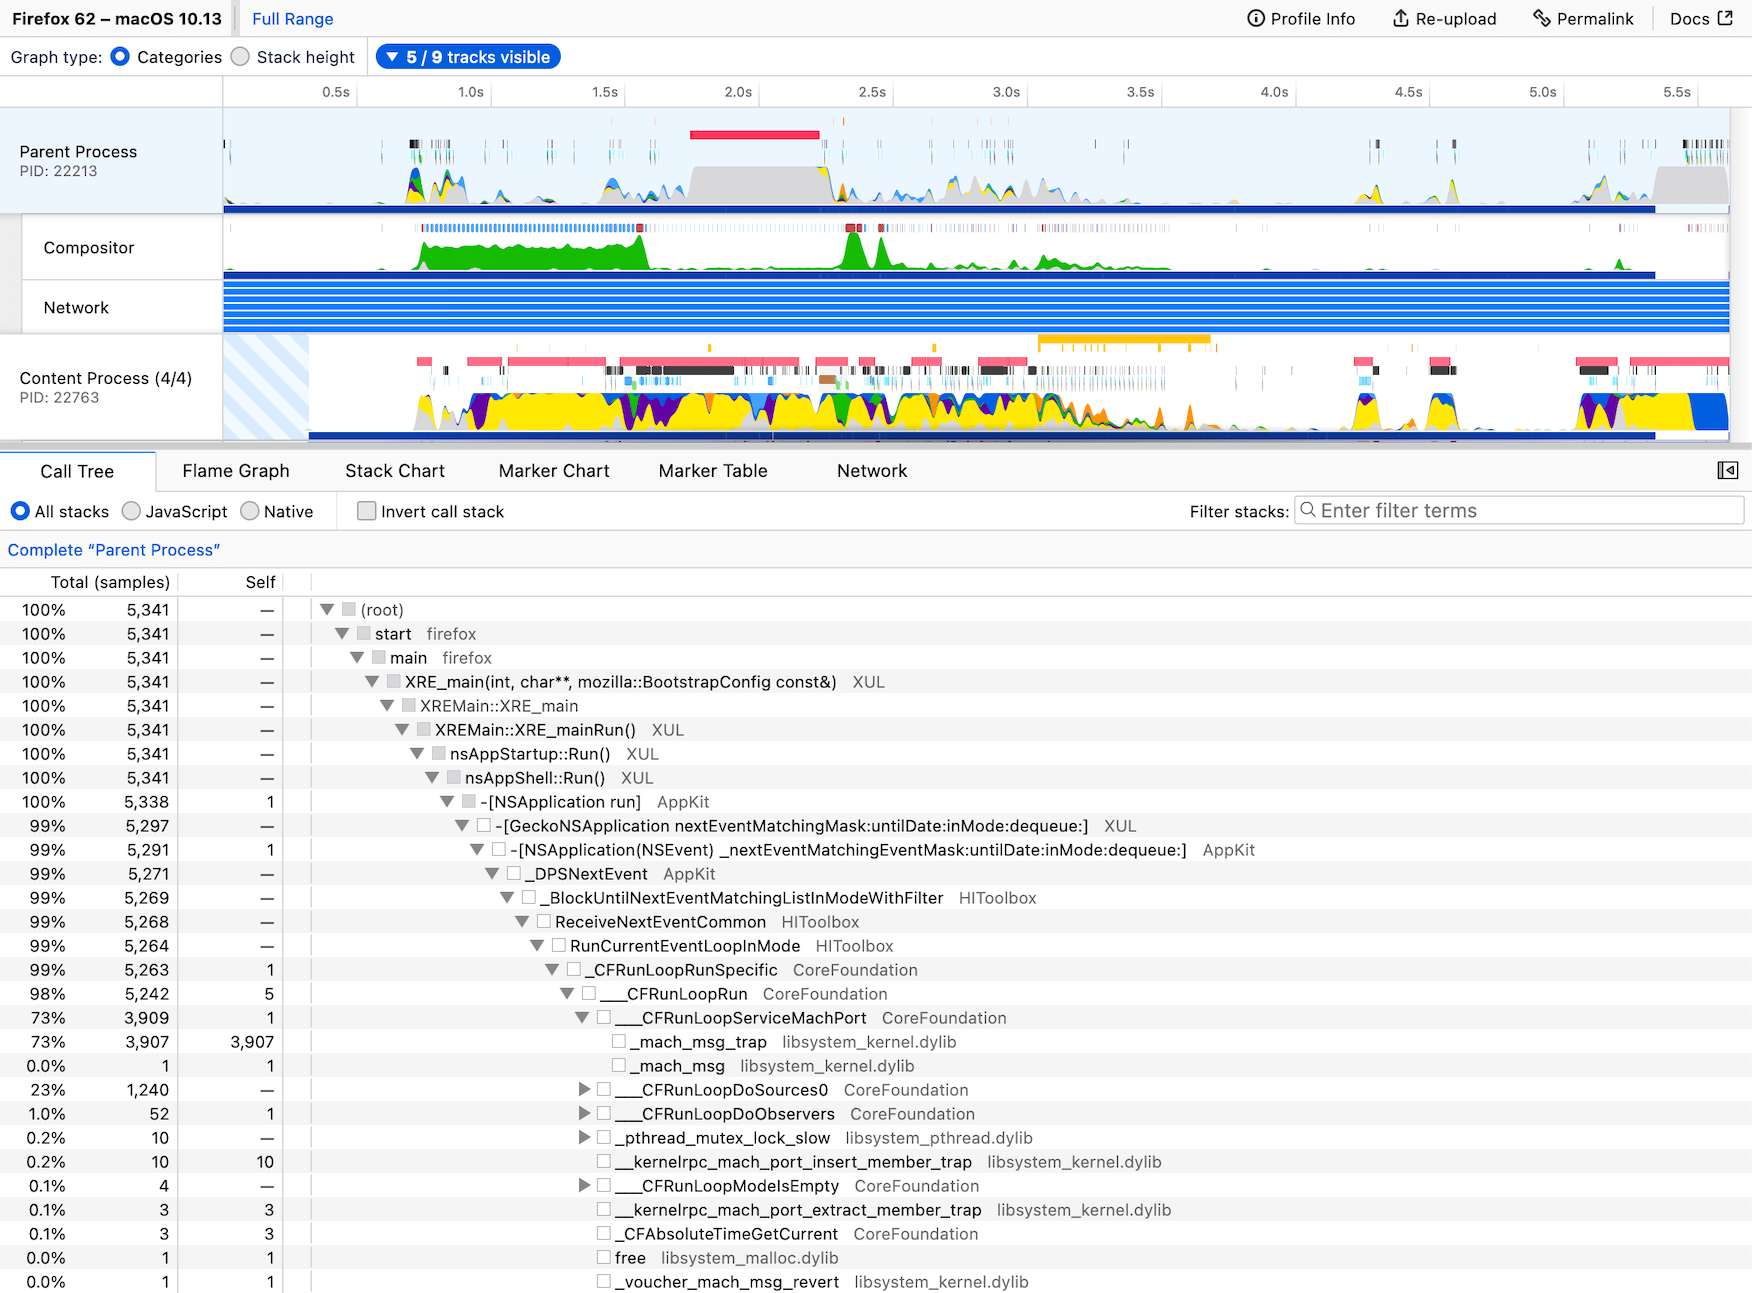 Firefox 62 – macOS 10.13 Full Range Profile Info Re-upload Permalink Docs
Graph type: Categories Stack height 5 / 9 tracks visible
0.5s 1.0s 1.5s 2.0s 2.5s 3.0s 3.5s 4.0s 4.5s 5.0s 5.5s
Parent Process
PID: 22213
Compositor
Network
Content Process (4/4)
PID: 22763
Call Tree Flame Graph Stack Chart Marker Chart Marker Table Network
All stacks JavaScript Native Invert call stack Filter stacks: Enter filter terms
Complete “Parent Process”
Total (samples) Self
100% 5,341 — (root)
100% 5,341 — start firefox
100% 5,341 — main firefox
100% 5,341 — XRE_main(int, char**, mozilla::BootstrapConfig const&) XUL
100% 5,341 — XREMain::XRE_main
100% 5,341 — XREMain::XRE_mainRun() XUL
100% 5,341 — nsAppStartup::Run() XUL
100% 5,341 — nsAppShell::Run() XUL
100% 5,338 1 -[NSApplication run] AppKit
99% 5,297 — -[GeckoNSApplication nextEventMatchingMask:untilDate:inMode:dequeue:] XUL
99% 5,291 1 -[NSApplication(NSEvent) _nextEventMatchingEventMask:untilDate:inMode:dequeue:] AppKit
99% 5,271 — _DPSNextEvent AppKit
99% 5,269 — _BlockUntilNextEventMatchingListInModeWithFilter HIToolbox
99% 5,268 — ReceiveNextEventCommon HIToolbox
99% 5,264 — RunCurrentEventLoopInMode HIToolbox
99% 5,263 1 _CFRunLoopRunSpecific CoreFoundation
98% 5,242 5 ___CFRunLoopRun CoreFoundation
73% 3,909 1 ___CFRunLoopServiceMachPort CoreFoundation
73% 3,907 3,907 _mach_msg_trap libsystem_kernel.dylib
0.0% 1 1 _mach_msg libsystem_kernel.dylib
23% 1,240 — ___CFRunLoopDoSources0 CoreFoundation
1.0% 52 1 ___CFRunLoopDoObservers CoreFoundation
0.2% 10 — _pthread_mutex_lock_slow libsystem_pthread.dylib
0.2% 10 10 __kernelrpc_mach_port_insert_member_trap libsystem_kernel.dylib
0.1% 4 — ___CFRunLoopModeIsEmpty CoreFoundation
0.1% 3 3 __kernelrpc_mach_port_extract_member_trap libsystem_kernel.dylib
0.1% 3 3 _CFAbsoluteTimeGetCurrent CoreFoundation
0.0% 1 1 free libsystem_malloc.dylib
0.0% 1 1 _voucher_mach_msg_revert libsystem_kernel.dylib